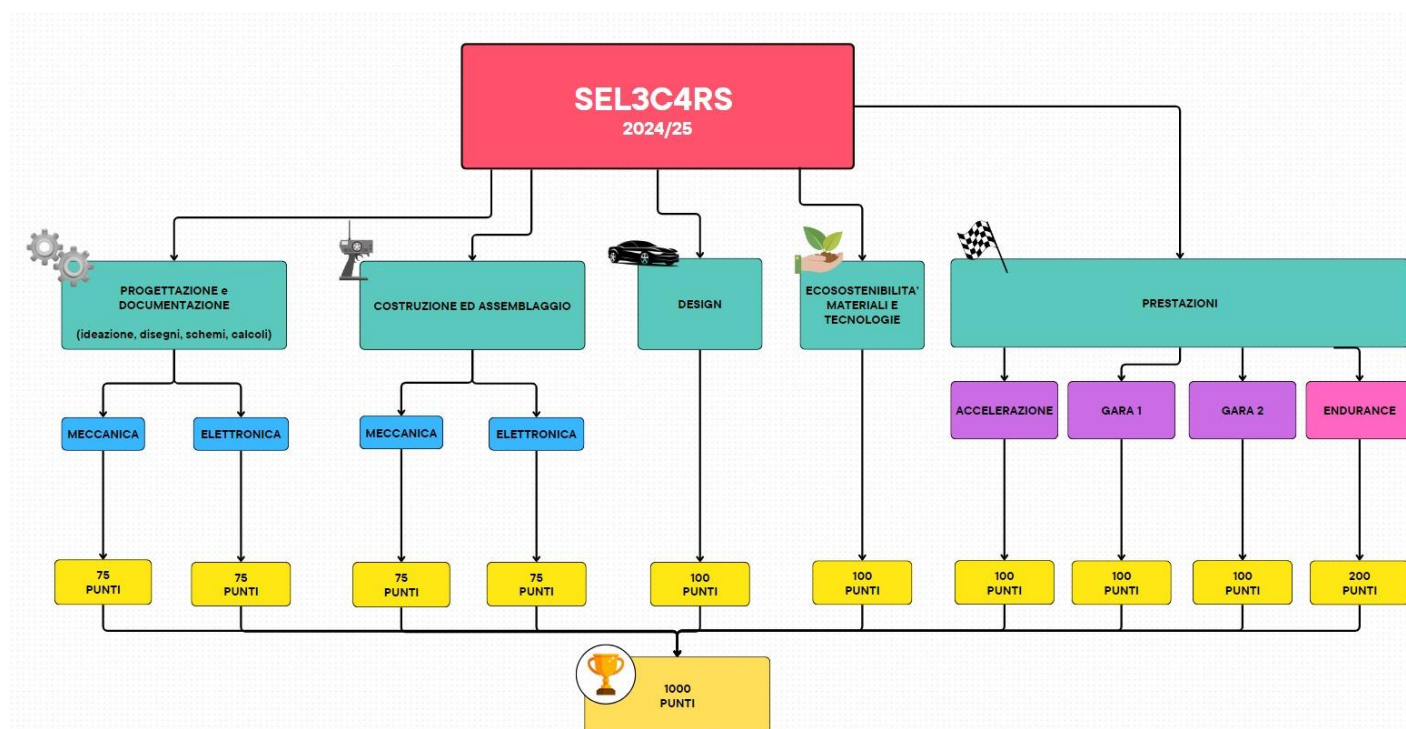 SEL3C4RS
2024/25
PROGETTAZIONE e
DOCUMENTAZIONE
(ideazione, disegni, schemi, calcoli)
COSTRUZIONE ED ASSEMBLAGGIO
DESIGN
ECOSOSTENIBILITA'
MATERIALI E
TECNOLOGIE
PRESTAZIONI
MECCANICA
ELETTRONICA
MECCANICA
ELETTRONICA
ACCELERAZIONE
GARA 1
GARA 2
ENDURANCE
75
PUNTI
75
PUNTI
75
PUNTI
75
PUNTI
100
PUNTI
100
PUNTI
100
PUNTI
100
PUNTI
100
PUNTI
200
PUNTI
1000
PUNTI